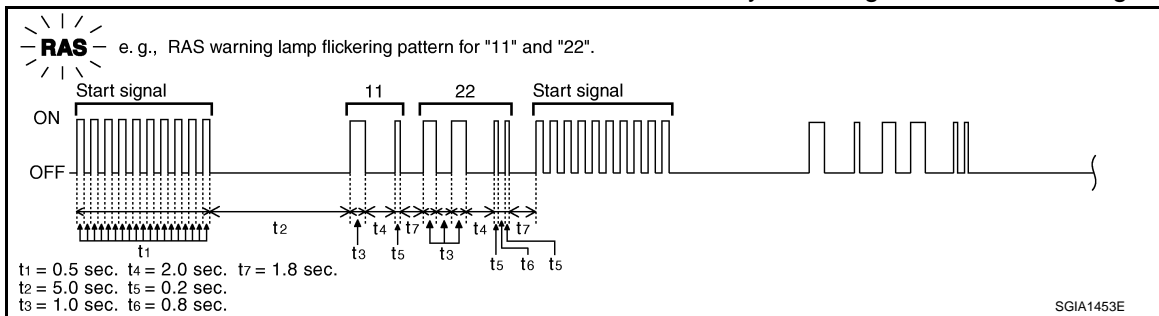 RAS e. g., RAS warning lamp flickering pattern for "11" and "22".
Start signal 11 22 Start signal
ON
OFF
t2 t4 t7 t4 t7
t1 t3 t5 t3 t5 t6 t5
t1 = 0.5 sec. t4 = 2.0 sec. t7 = 1.8 sec.
t2 = 5.0 sec. t5 = 0.2 sec.
t3 = 1.0 sec. t6 = 0.8 sec.
SGIA1453E